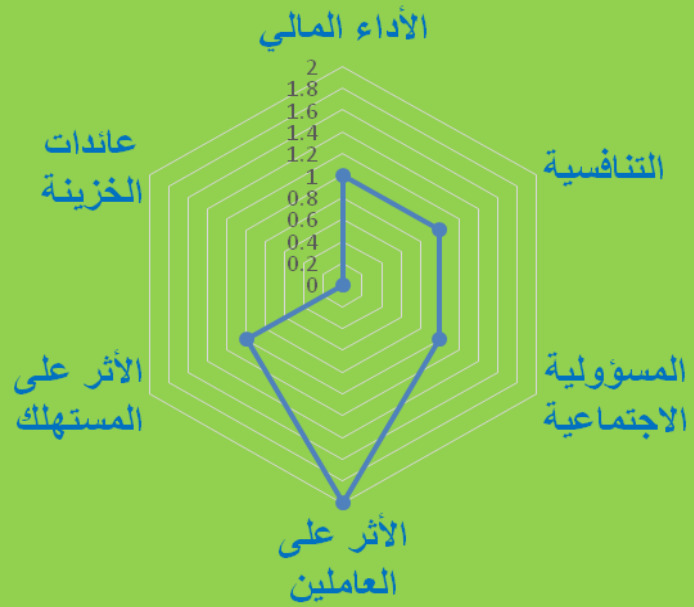 الأداء المالي
2
1.8
1.6
1.4
1.2
1
0.8
0.6
0.4
0.2
0
التنافسية
المسؤولية
الاجتماعية
الأثر على
العاملين
الأثر على
المستهلك
عائدات
الخزينة